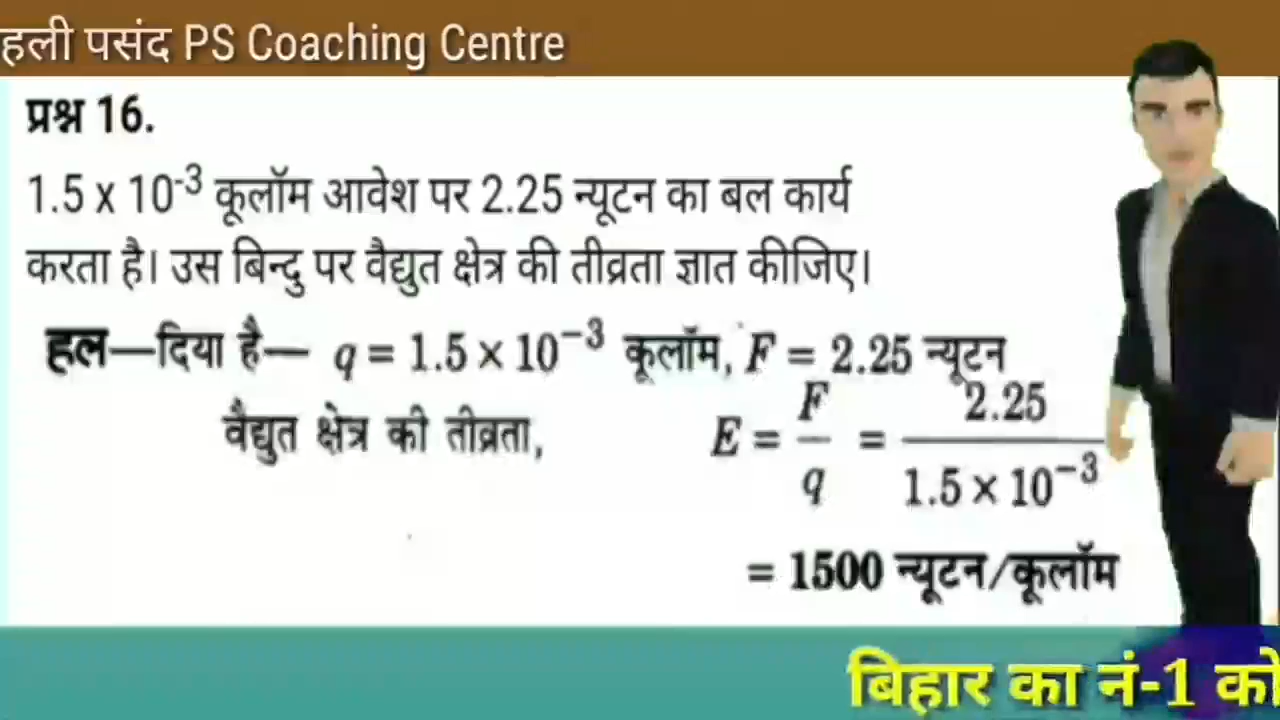 हली पसंद PS Coaching Centre
प्रश्न 16.
1.5 x 10⁻³ कूलॉम आवेश पर 2.25 न्यूटन का बल कार्य
करता है। उस बिन्दु पर वैद्युत क्षेत्र की तीव्रता ज्ञात कीजिए।
हल—दिया है— q = 1.5 × 10⁻³ कूलॉम, F = 2.25 न्यूटन
वैद्युत क्षेत्र की तीव्रता, E = F/q = 2.25/1.5 × 10⁻³
= 1500 न्यूटन/कूलॉम
बिहार का नं-1 को